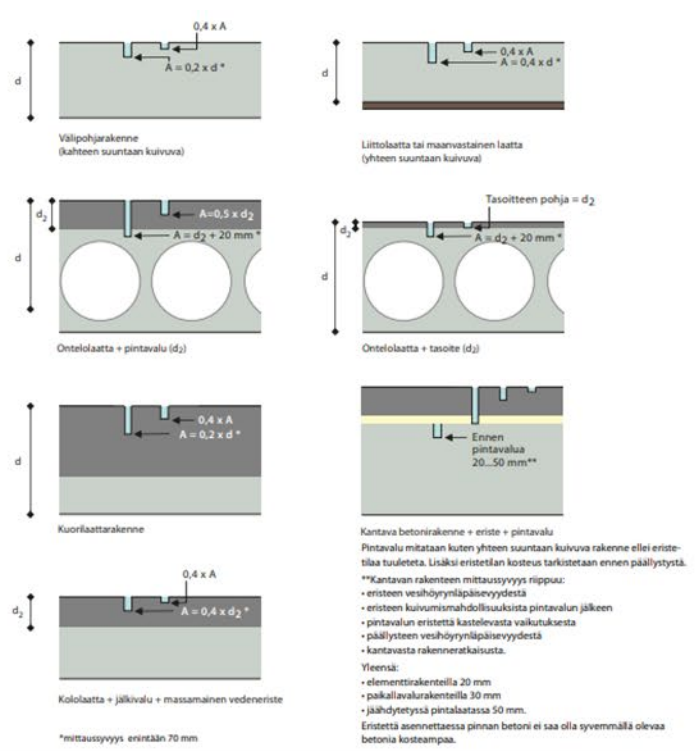 0,4 x A
d
A = 0,2 x d *
Välipohjarakenne
(kahteen suuntaan kuivuva)
d
0,4 x A
A = 0,4 x d *
Liittolaatta tai maanvastainen laatta
(yhteen suuntaan kuivuva)
d2
d
A=0,5 x d2
A = d2 + 20 mm *
Ontelolaatta + pintavalu (d2)
Tasoitteen pohja = d2
d2
d
A = d2 + 20 mm *
Ontelolaatta + tasoite (d2)
d
0,4 x A
A = 0,2 x d *
Kuorilaattarakenne
Ennen
pintavalua
20...50 mm**
Kantava betonirakenne + eriste + pintavalu
Pintavalu mitataan kuten yhteen suuntaan kuivuva rakenne ellei eriste-
tilaa tuuleteta. Lisäksi eristetilan kosteus tarkistetaan ennen päällystystä.
**Kantavan rakenteen mittaussyvyys riippuu:
• eristeen vesihöyrynläpäisevyydestä
• eristeen kuivumismahdollisuuksista pintavalun jälkeen
• pintavalun eristettä kastelevasta vaikutuksesta
• päällysteen vesihöyrynläpäisevyydestä
• kantavasta rakenneratkaisusta.
Yleensä:
• elementtirakenteilla 20 mm
• paikallavalurakenteilla 30 mm
• jäähdytetyssä pintalaatassa 50 mm.
Eristettä asennettaessa pinnan betoni ei saa olla syvemmällä olevaa
betonia kosteampaa.
0,4 x A
d2
A = 0,4 x d2 *
Kololaatta + jälkivalu + massamainen vedeneriste
*mittaussyvyys enintään 70 mm